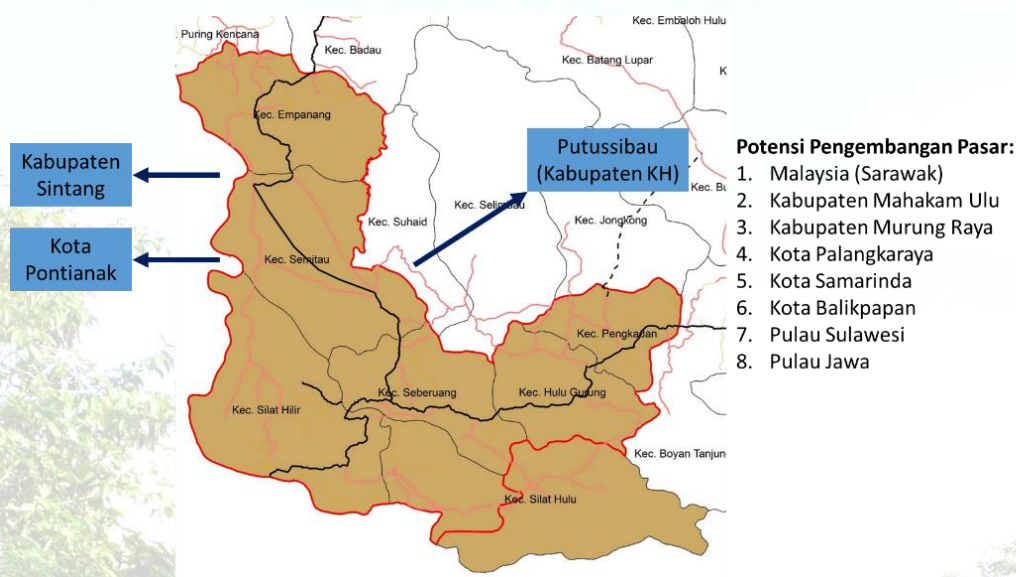 Puring Kencana
Kec. Badau
Kec. Embaloh Hulu
Kec. Batang Lupar
Kec. Empanang
Kabupaten
Sintang
Putussibau
(Kabupaten KH)
Kec. Suhaid
Kec. Selimbau
Kec. Jongkong
Kec. Bu
Kota
Pontianak
Kec. Semitau
Kec. Pengkadan
Kec. Seberuang
Kec. Hulu Gurung
Kec. Silat Hilir
Kec. Boyan Tanjun
Kec. Silat Hulu
Potensi Pengembangan Pasar:
1. Malaysia (Sarawak)
2. Kabupaten Mahakam Ulu
3. Kabupaten Murung Raya
4. Kota Palangkaraya
5. Kota Samarinda
6. Kota Balikpapan
7. Pulau Sulawesi
8. Pulau Jawa